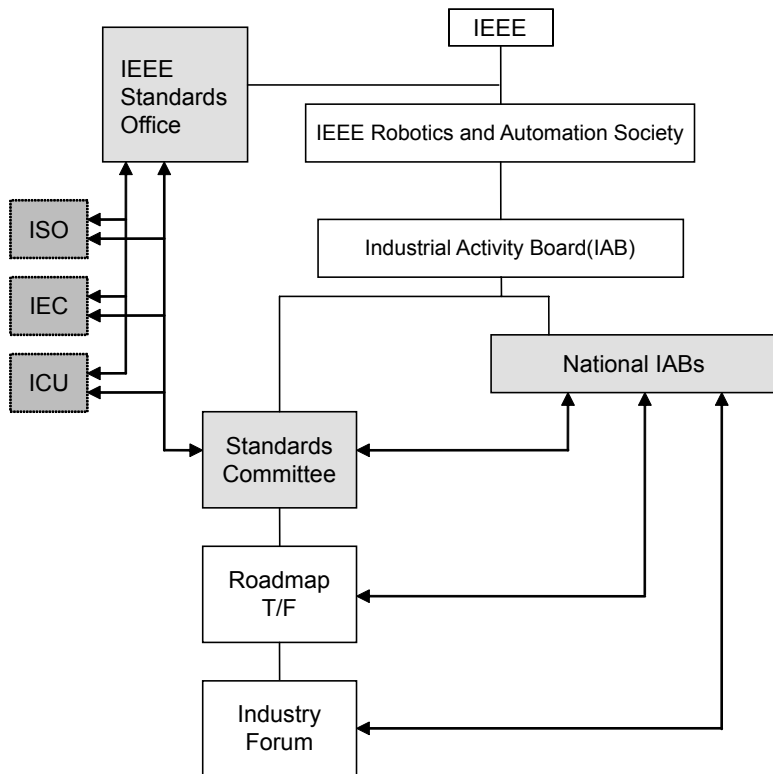 IEEE
IEEE
Standards
Office
IEEE Robotics and Automation Society
ISO
Industrial Activity Board(IAB)
IEC
National IABs
ICU
Standards
Committee
Roadmap
T/F
Industry
Forum